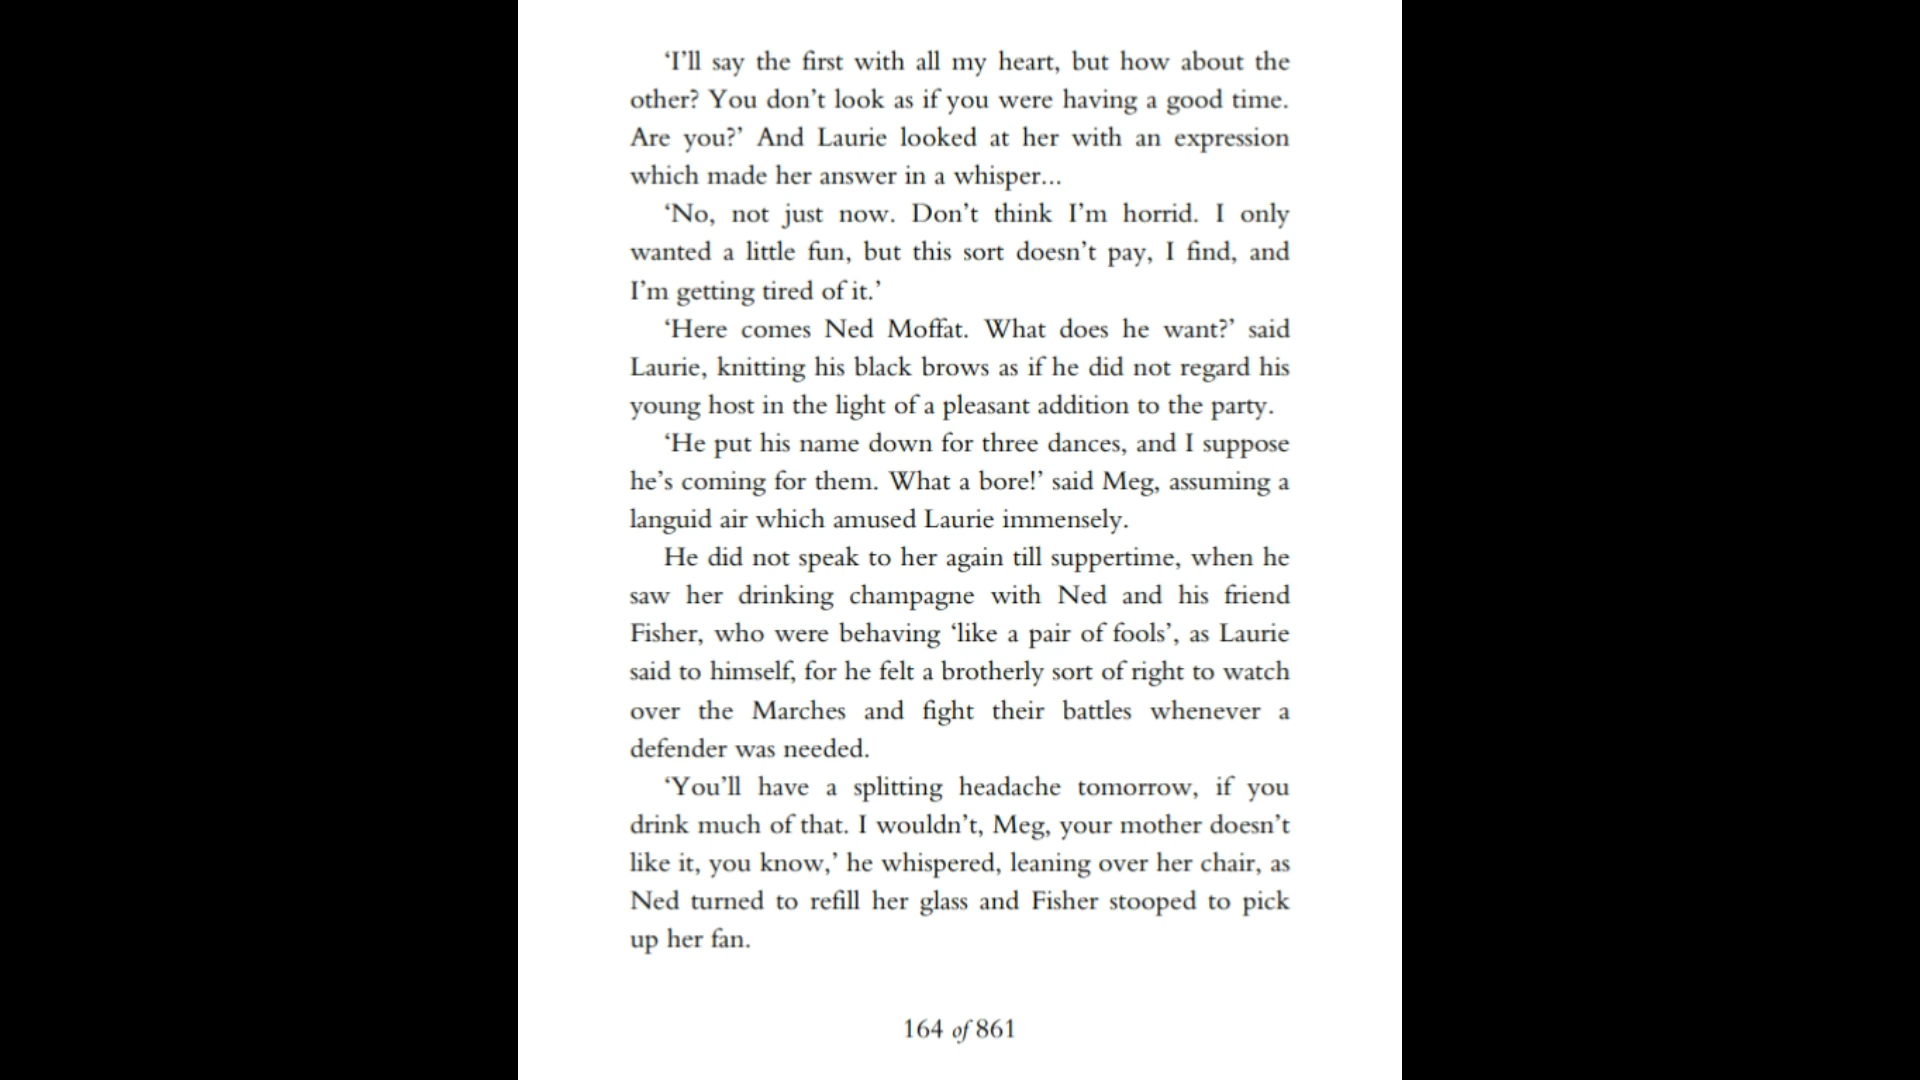 ‘I’ll say the first with all my heart, but how about the
other? You don’t look as if you were having a good time.
Are you?’ And Laurie looked at her with an expression
which made her answer in a whisper...
‘No, not just now. Don’t think I’m horrid. I only
wanted a little fun, but this sort doesn’t pay, I find, and
I’m getting tired of it.’
‘Here comes Ned Moffat. What does he want?’ said
Laurie, knitting his black brows as if he did not regard his
young host in the light of a pleasant addition to the party.
‘He put his name down for three dances, and I suppose
he’s coming for them. What a bore!’ said Meg, assuming a
languid air which amused Laurie immensely.
He did not speak to her again till suppertime, when he
saw her drinking champagne with Ned and his friend
Fisher, who were behaving ‘like a pair of fools’, as Laurie
said to himself, for he felt a brotherly sort of right to watch
over the Marches and fight their battles whenever a
defender was needed.
‘You’ll have a splitting headache tomorrow, if you
drink much of that. I wouldn’t, Meg, your mother doesn’t
like it, you know,’ he whispered, leaning over her chair, as
Ned turned to refill her glass and Fisher stooped to pick
up her fan.
164 of 861